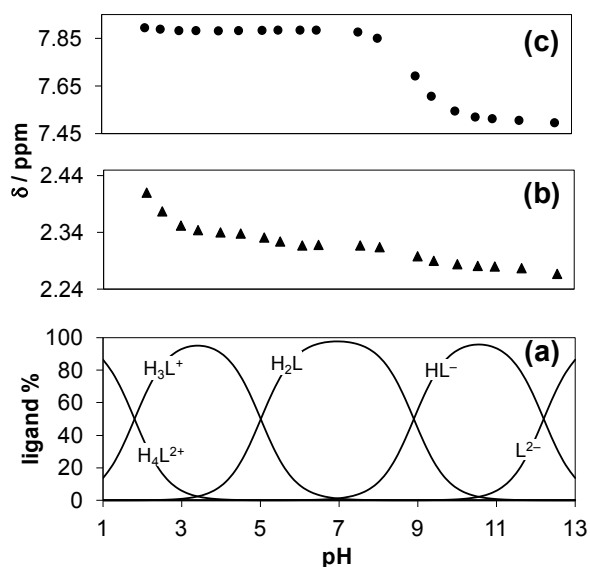 (c)
7.85
7.65
7.45
δ / ppm
(b)
2.44
2.34
2.24
(a)
100
80
60
40
20
0
ligand %
H₃L⁺
H₂L
HL⁻
H₄L²⁺
L²⁻
1 3 5 7 9 11 13
pH